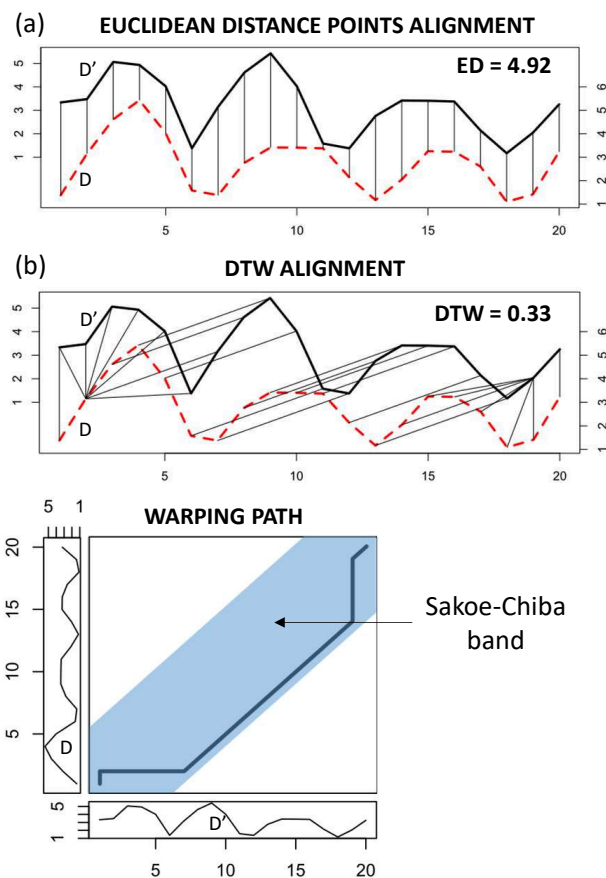 (a) EUCLIDEAN DISTANCE POINTS ALIGNMENT
D' ED = 4.92
5
4
3
2
1
6
5
4
3
2
1
D
5 10 15 20
(b) DTW ALIGNMENT
D' DTW = 0.33
5
4
3
2
1
6
5
4
3
2
1
D
5 10 15 20
5 1
WARPING PATH
20
15
10
5
D
Sakoe-Chiba
band
5
1
D'
5 10 15 20